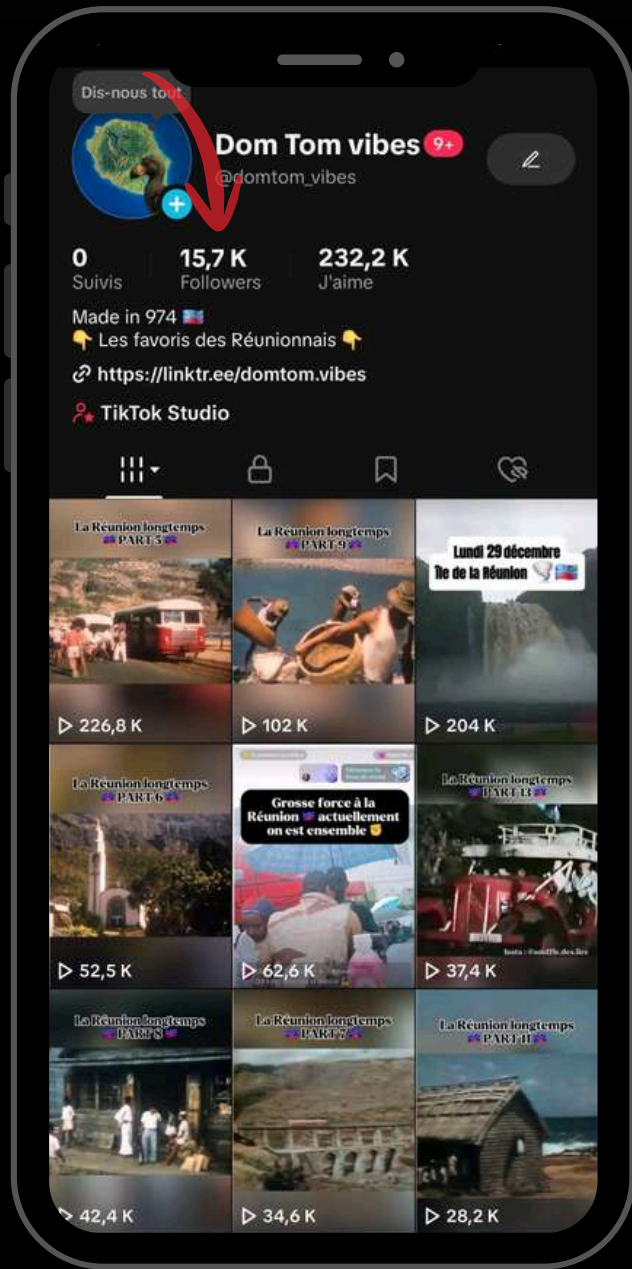 Dis-nous tout
Dom Tom vibes 9+
@domtom_vibes
0 15,7 K 232,2 K
Suivis Followers J'aime
Made in 974
Les favoris des Réunionnais
https://linktr.ee/domtom.vibes
TikTok Studio
La Réunion longtemps
PART 5
226,8 K
La Réunion longtemps
PART 9
102 K
Lundi 29 décembre
île de la Réunion
204 K
La Réunion longtemps
PART 6
52,5 K
Grosse force à la
Réunion actuellement
on est ensemble
62,6 K
La Réunion longtemps
PART 13
Insta : @souffle.des.iles
37,4 K
La Réunion longtemps
PART 8
42,4 K
La Réunion longtemps
PART 7
34,6 K
La Réunion longtemps
PART 11
28,2 K